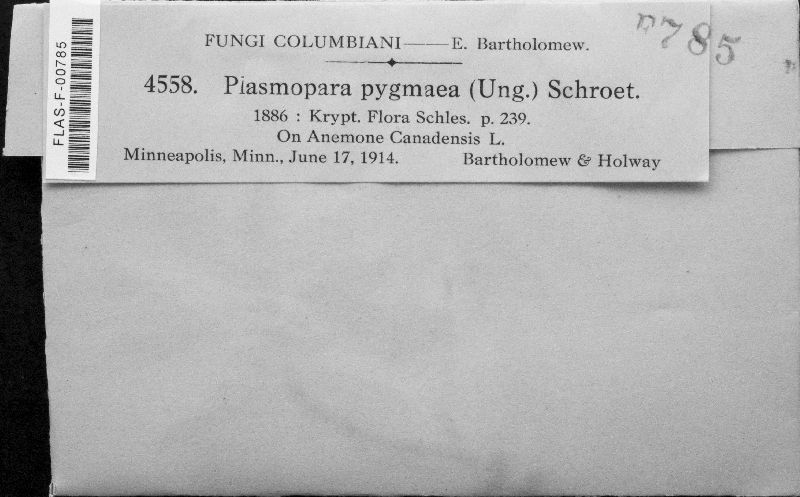 FUNGI COLUMBIANI——E. Bartholomew.
F785
4558. Plasmopara pygmaea (Ung.) Schroet.
1886 : Krypt. Flora Schles. p. 239.
On Anemone Canadensis L.
Minneapolis, Minn., June 17, 1914. Bartholomew & Holway
FLAS-F-00785